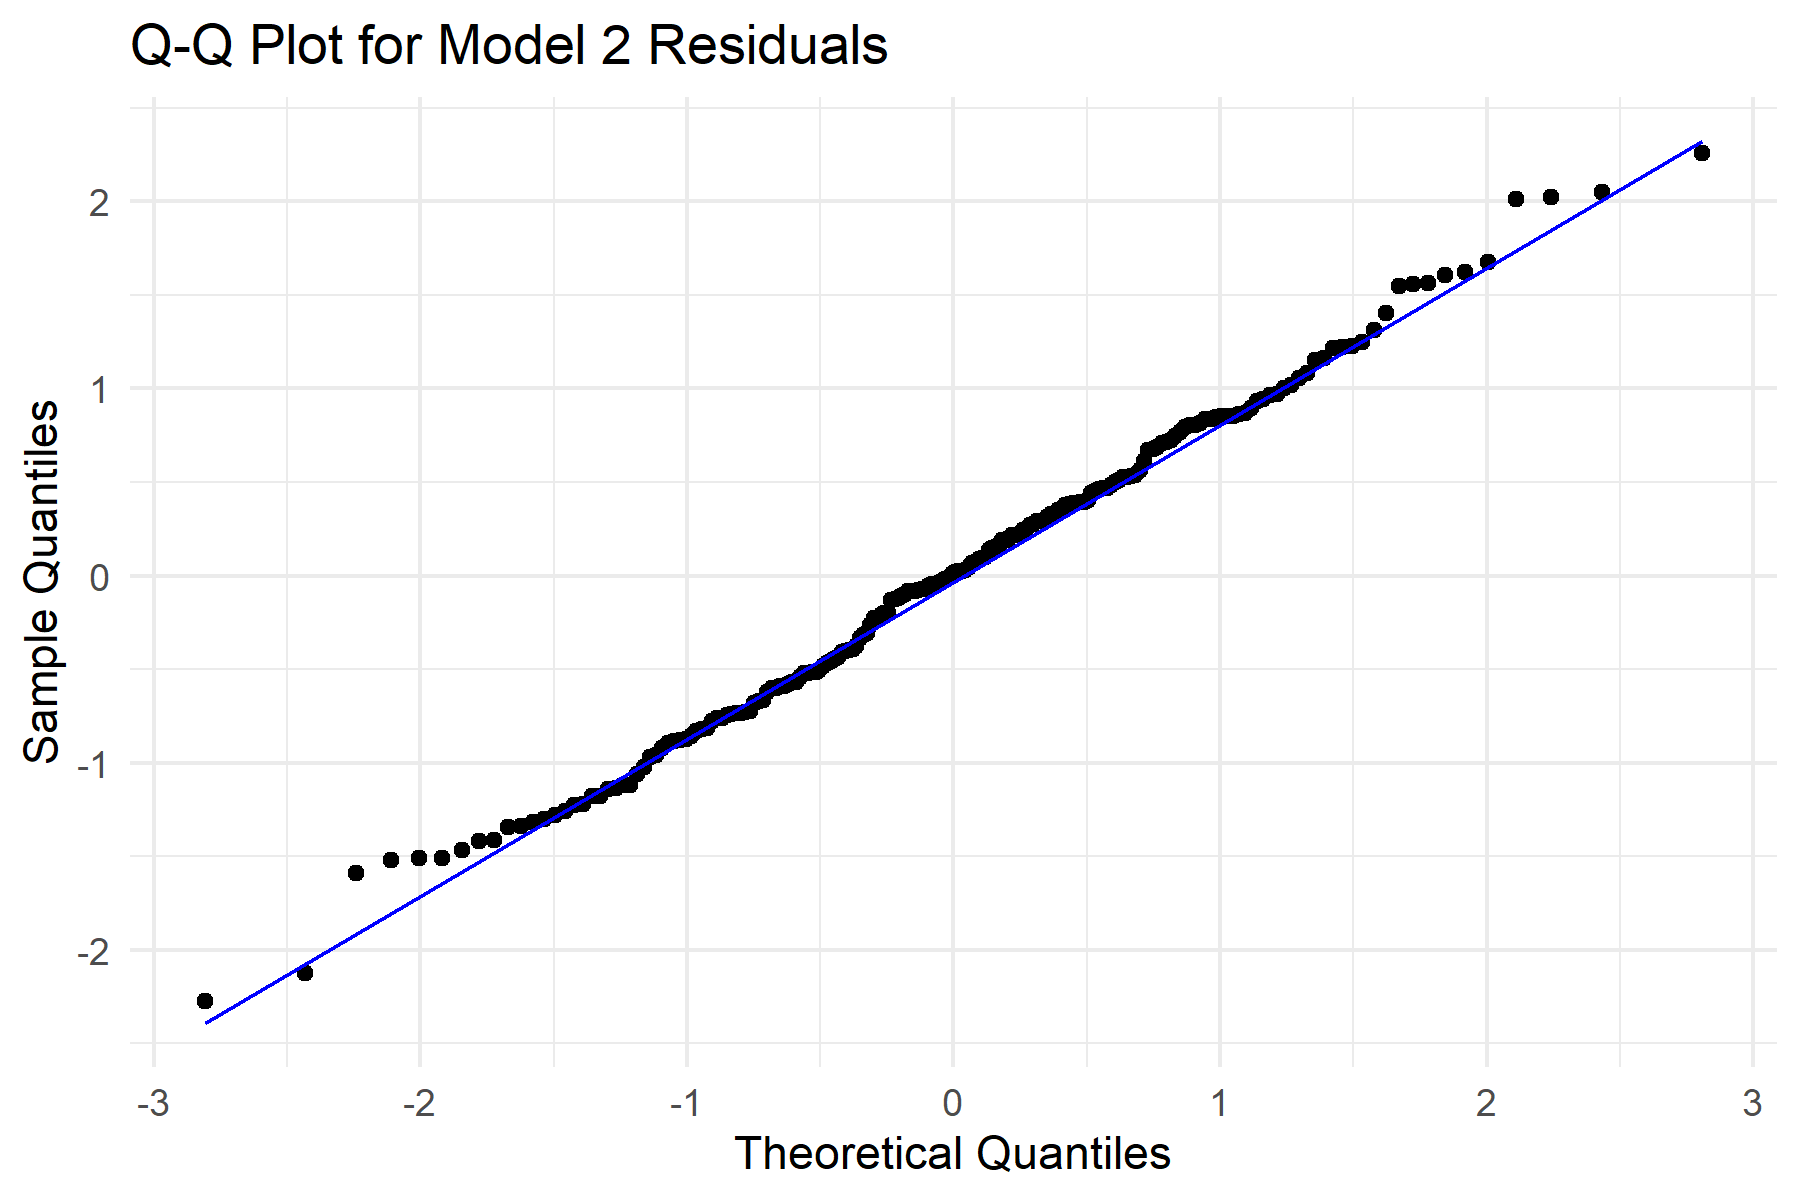 Q-Q Plot for Model 2 Residuals
Sample Quantiles
2
1
0
-1
-2
-3 -2 -1 0 1 2 3
Theoretical Quantiles